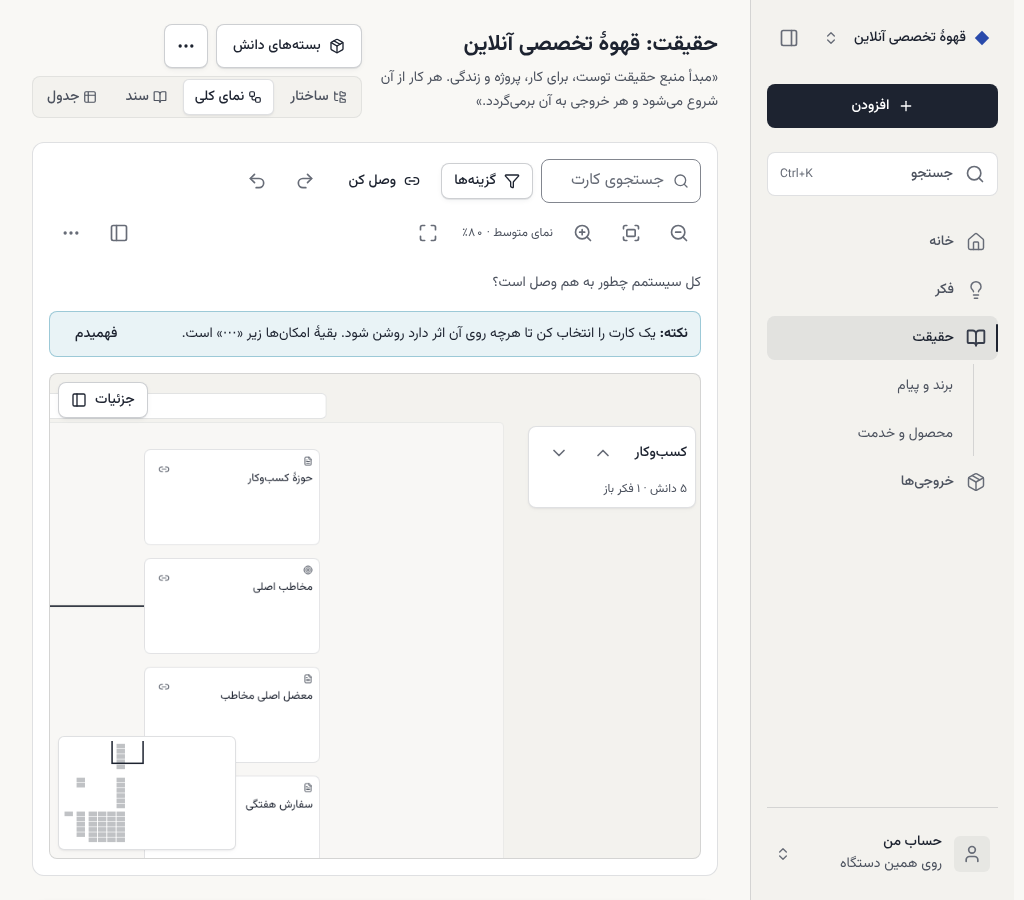 قهوهٔ تخصصی آنلاین
افزودن
جستجو
Ctrl+K
خانه
فکر
حقیقت
برند و پیام
محصول و خدمت
خروجی‌ها
حساب من
روی همین دستگاه
حقیقت: قهوهٔ تخصصی آنلاین
«مبدأ منبع حقیقت توست، برای کار، پروژه و زندگی. هر کار از آن
شروع می‌شود و هر خروجی به آن برمی‌گردد.»
بسته‌های دانش
ساختار
نمای کلی
سند
جدول
جستجوی کارت
گزینه‌ها
وصل کن
نمای متوسط · ۸۰٪
کل سیستمم چطور به هم وصل است؟
نکته: یک کارت را انتخاب کن تا هرچه روی آن اثر دارد روشن شود. بقیهٔ امکان‌ها زیر «···» است.
فهمیدم
جزئیات
کسب‌وکار
۵ دانش · ۱ فکر باز
حوزهٔ کسب‌وکار
مخاطب اصلی
معضل اصلی مخاطب
سفارش هفتگی